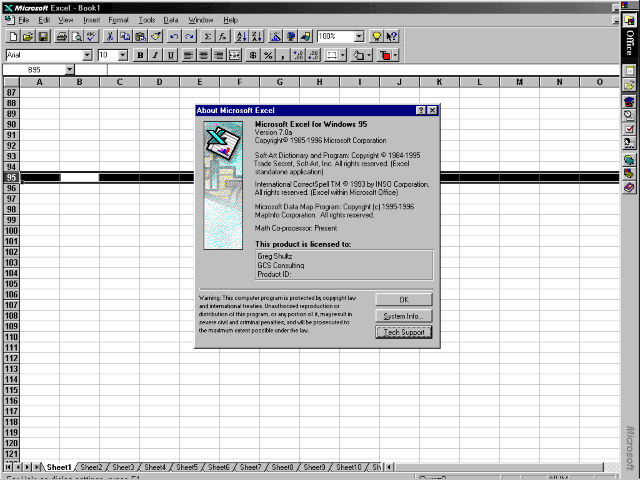 Microsoft Excel - Book1
File Edit View Insert Format Tools Data Window Help
100%
Arial 10 B I U $ % ,
B95
A B C D E F G H I J K L M N O
87
88
89
90
91
92
93
94
95
96
97
98
99
100
101
102
103
104
105
106
107
108
109
110
111
112
113
114
115
116
117
118
119
120
121
About Microsoft Excel
Microsoft Excel for Windows 95
Version 7.0a
Copyright© 1985-1996 Microsoft Corporation
Soft-Art Dictionary and Program: Copyright © 1984-1995
Trade Secret, Soft-Art, Inc. All rights reserved. (Excel
standalone application)
International CorrectSpell TM © 1993 by INSO Corporation.
All rights reserved. (Excel within Microsoft Office)
Microsoft Data Map Program: Copyright (c) 1995-1996
MapInfo Corporation. All rights reserved.
Math Co-processor: Present
This product is licensed to:
Greg Shultz
GCS Consulting
Product ID:
Warning: This computer program is protected by copyright law
and international treaties. Unauthorized reproduction or
distribution of this program, or any portion of it, may result in
severe civil and criminal penalties, and will be prosecuted to
the maximum extent possible under the law.
OK
System Info...
Tech Support
Sheet1 Sheet2 Sheet3 Sheet4 Sheet5 Sheet6 Sheet7 Sheet8 Sheet9 Sheet10 Sh
For Help on dialog settings, press F1 Sum=0 NUM
Office
Microsoft